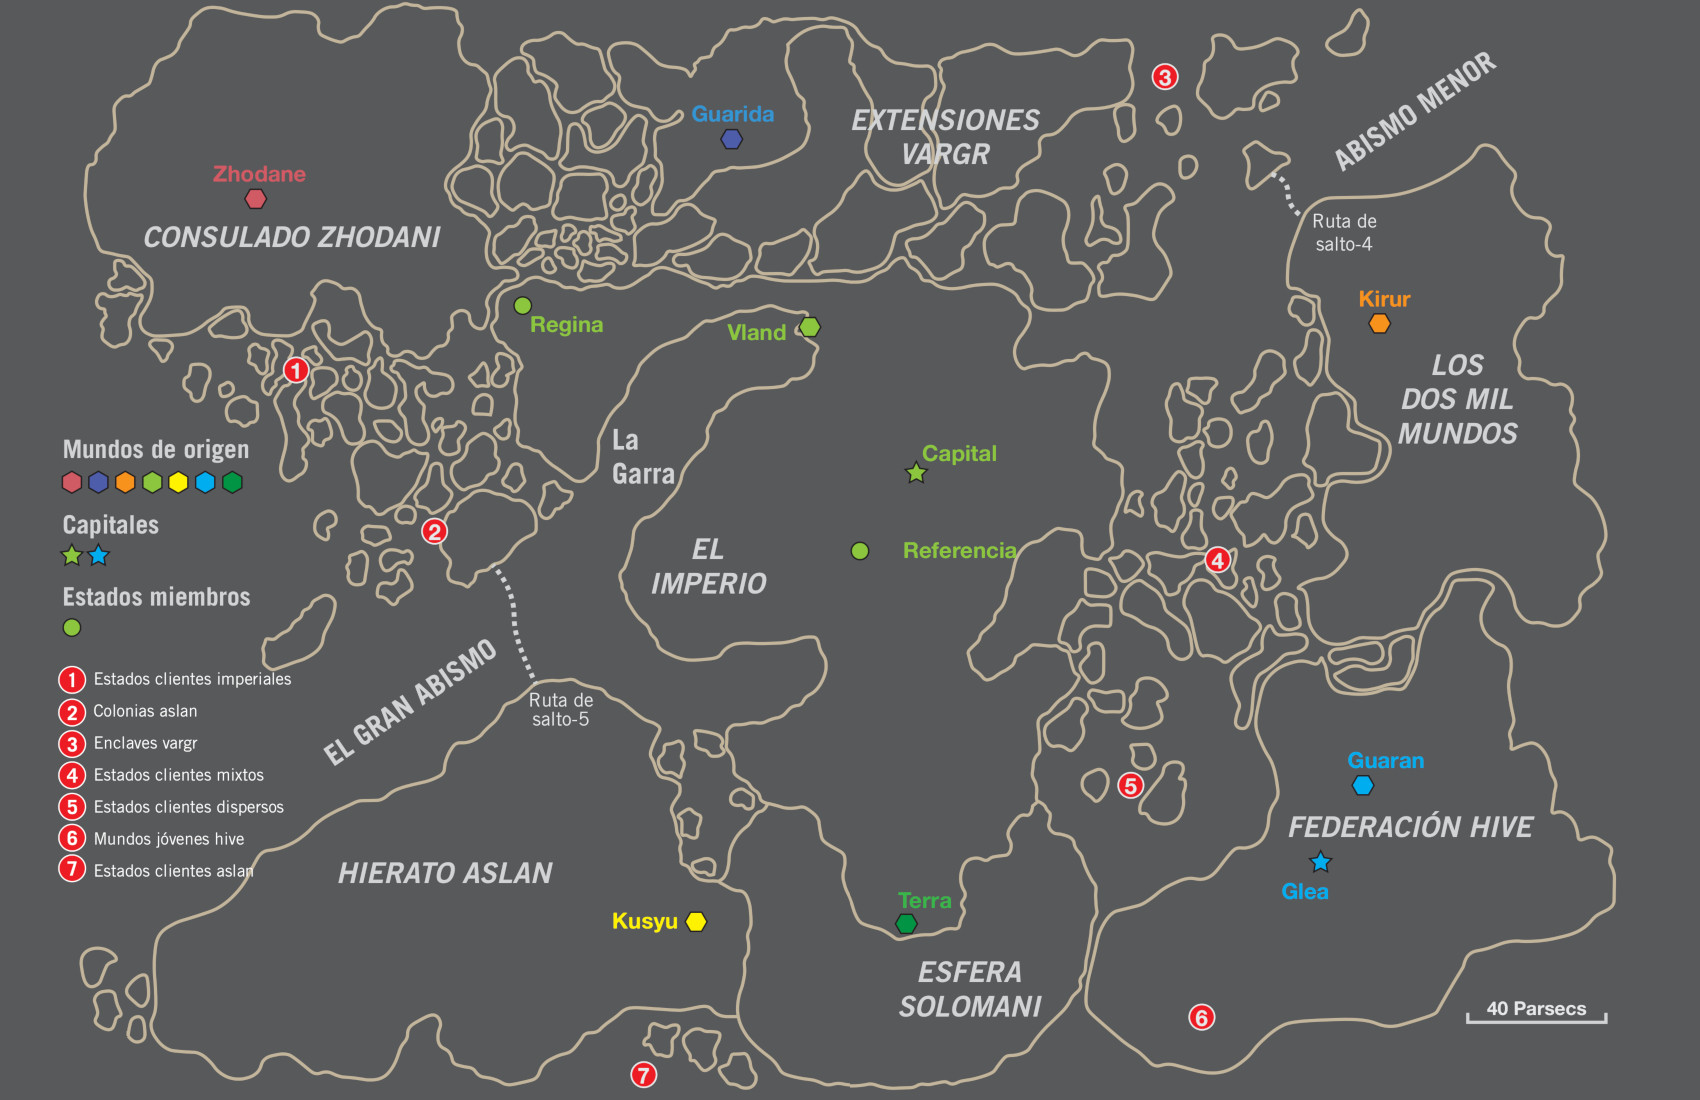 3
ABISMO MENOR
Guarida
EXTENSIONES
VARGR
Zhodane
CONSULADO ZHODANI
Ruta de
salto-4
Kirur
Regina
Vland
LOS
DOS MIL
MUNDOS
1
La
Garra
Capital
Mundos de origen
Capitales
2
EL
IMPERIO
Referencia
4
Estados miembros
EL GRAN ABISMO
Ruta de
salto-5
1 Estados clientes imperiales
2 Colonias aslan
3 Enclaves vargr
4 Estados clientes mixtos
5 Estados clientes dispersos
6 Mundos jóvenes hive
7 Estados clientes aslan
5
Guaran
FEDERACIÓN HIVE
Glea
HIERATO ASLAN
Kusyu
Terra
ESFERA
SOLOMANI
6
40 Parsecs
7